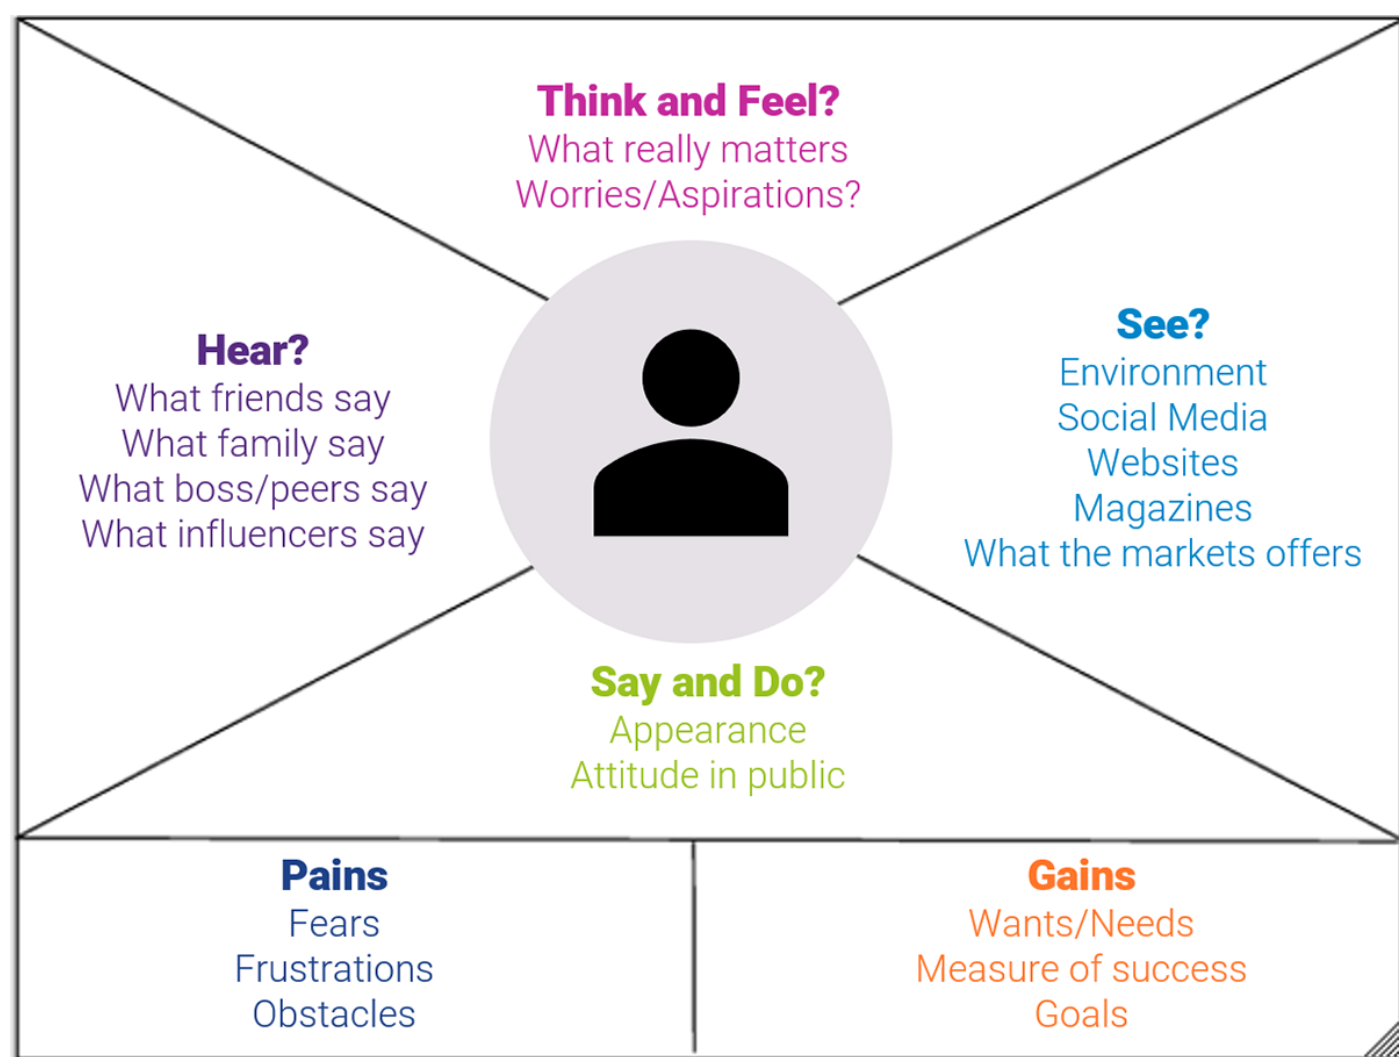 Think and Feel?
What really matters
Worries/Aspirations?
Hear?
What friends say
What family say
What boss/peers say
What influencers say
See?
Environment
Social Media
Websites
Magazines
What the markets offers
Say and Do?
Appearance
Attitude in public
Pains
Fears
Frustrations
Obstacles
Gains
Wants/Needs
Measure of success
Goals